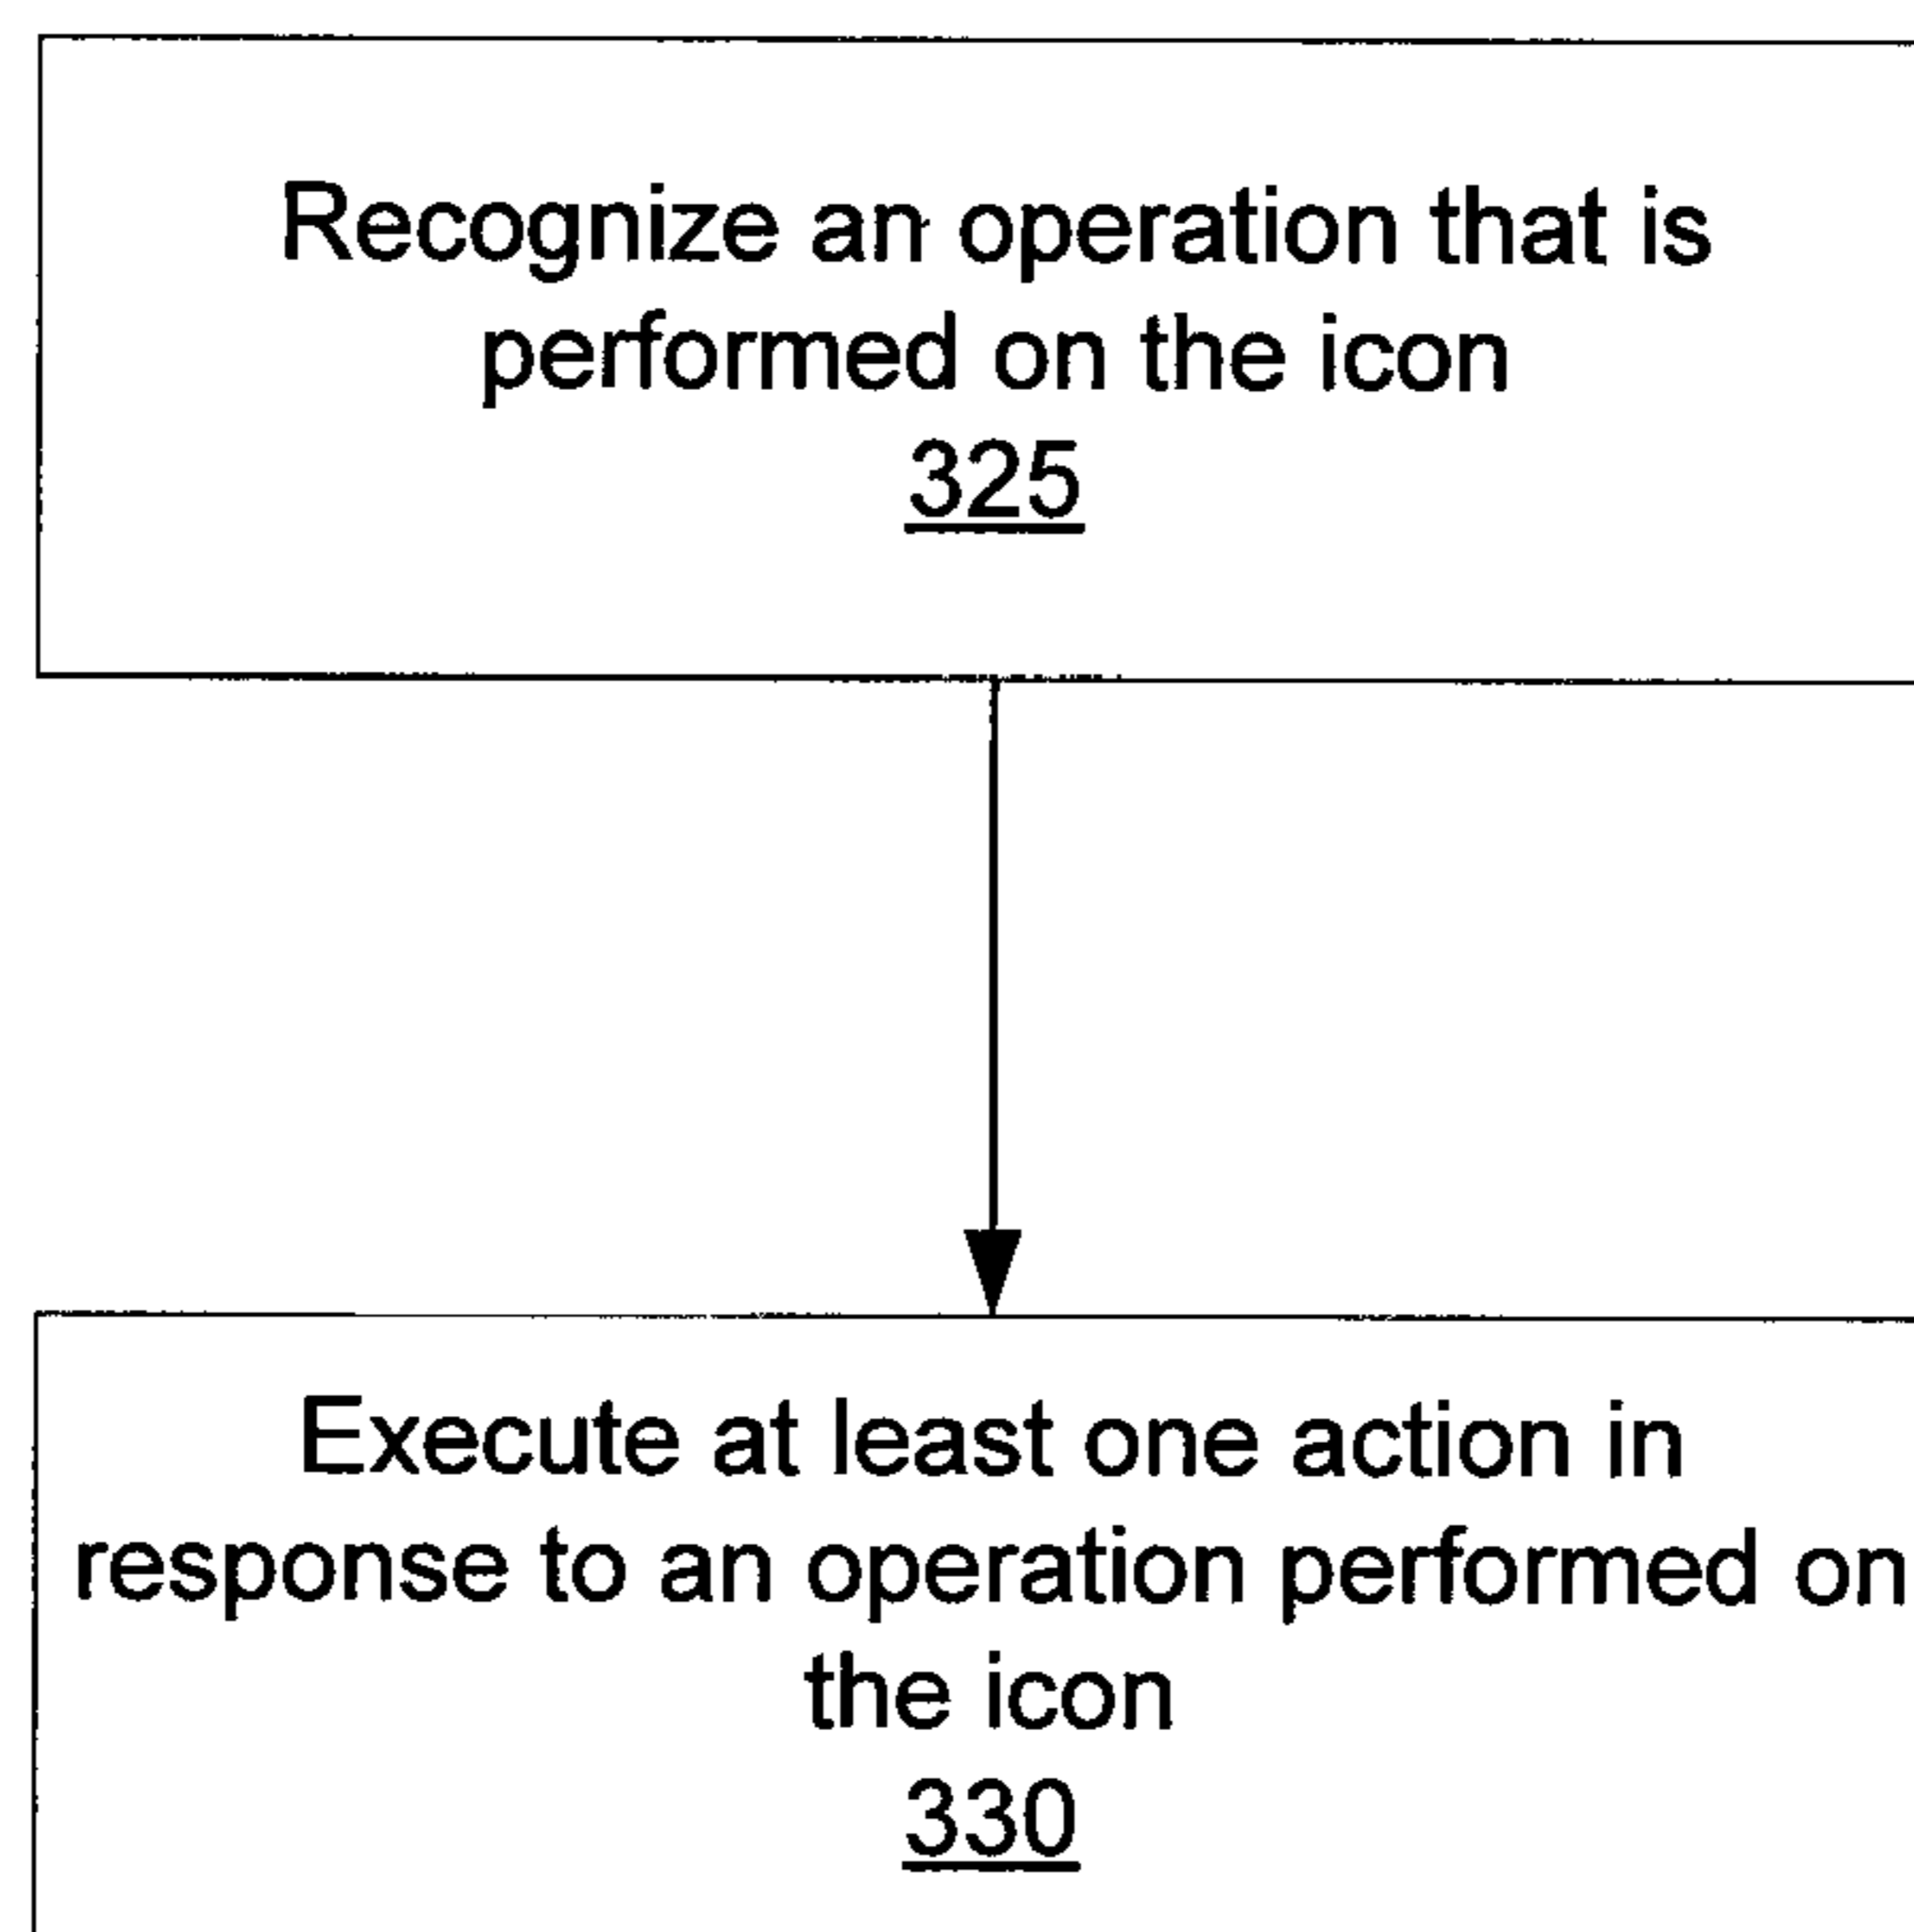 Recognize an operation that is
performed on the icon
325
Execute at least one action in
response to an operation performed on
the icon
330